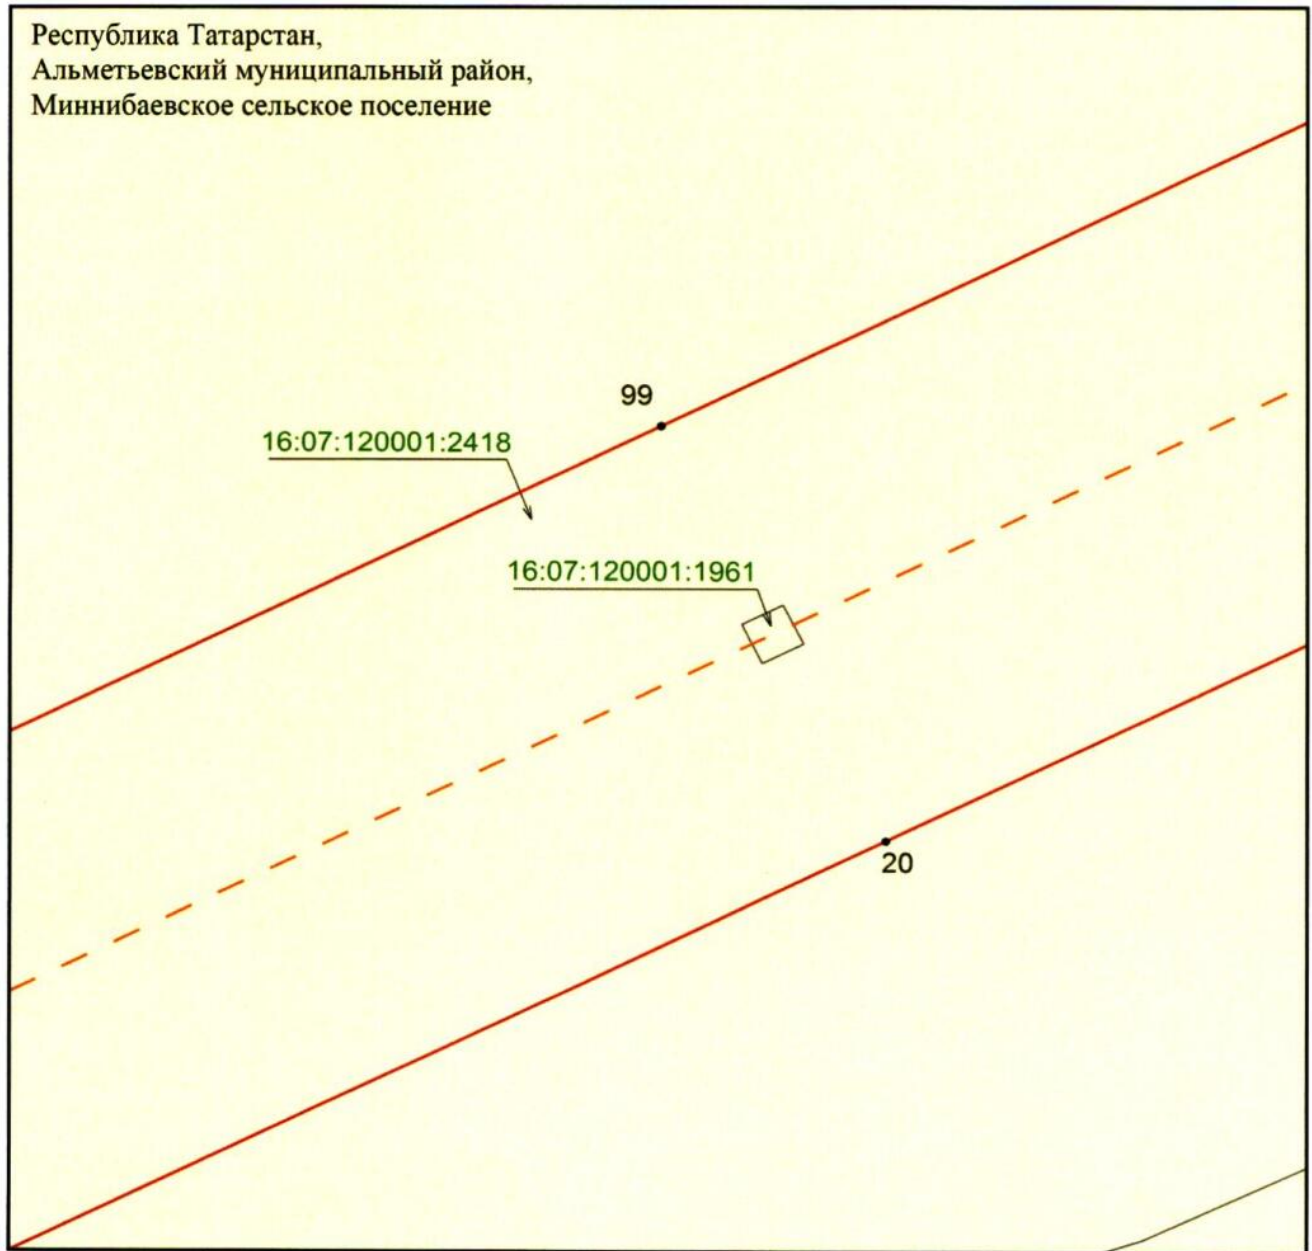 Республика Татарстан,
Альметьевский муниципальный район,
Миннибаевское сельское поселение
99
16:07:120001:2418
16:07:120001:1961
20